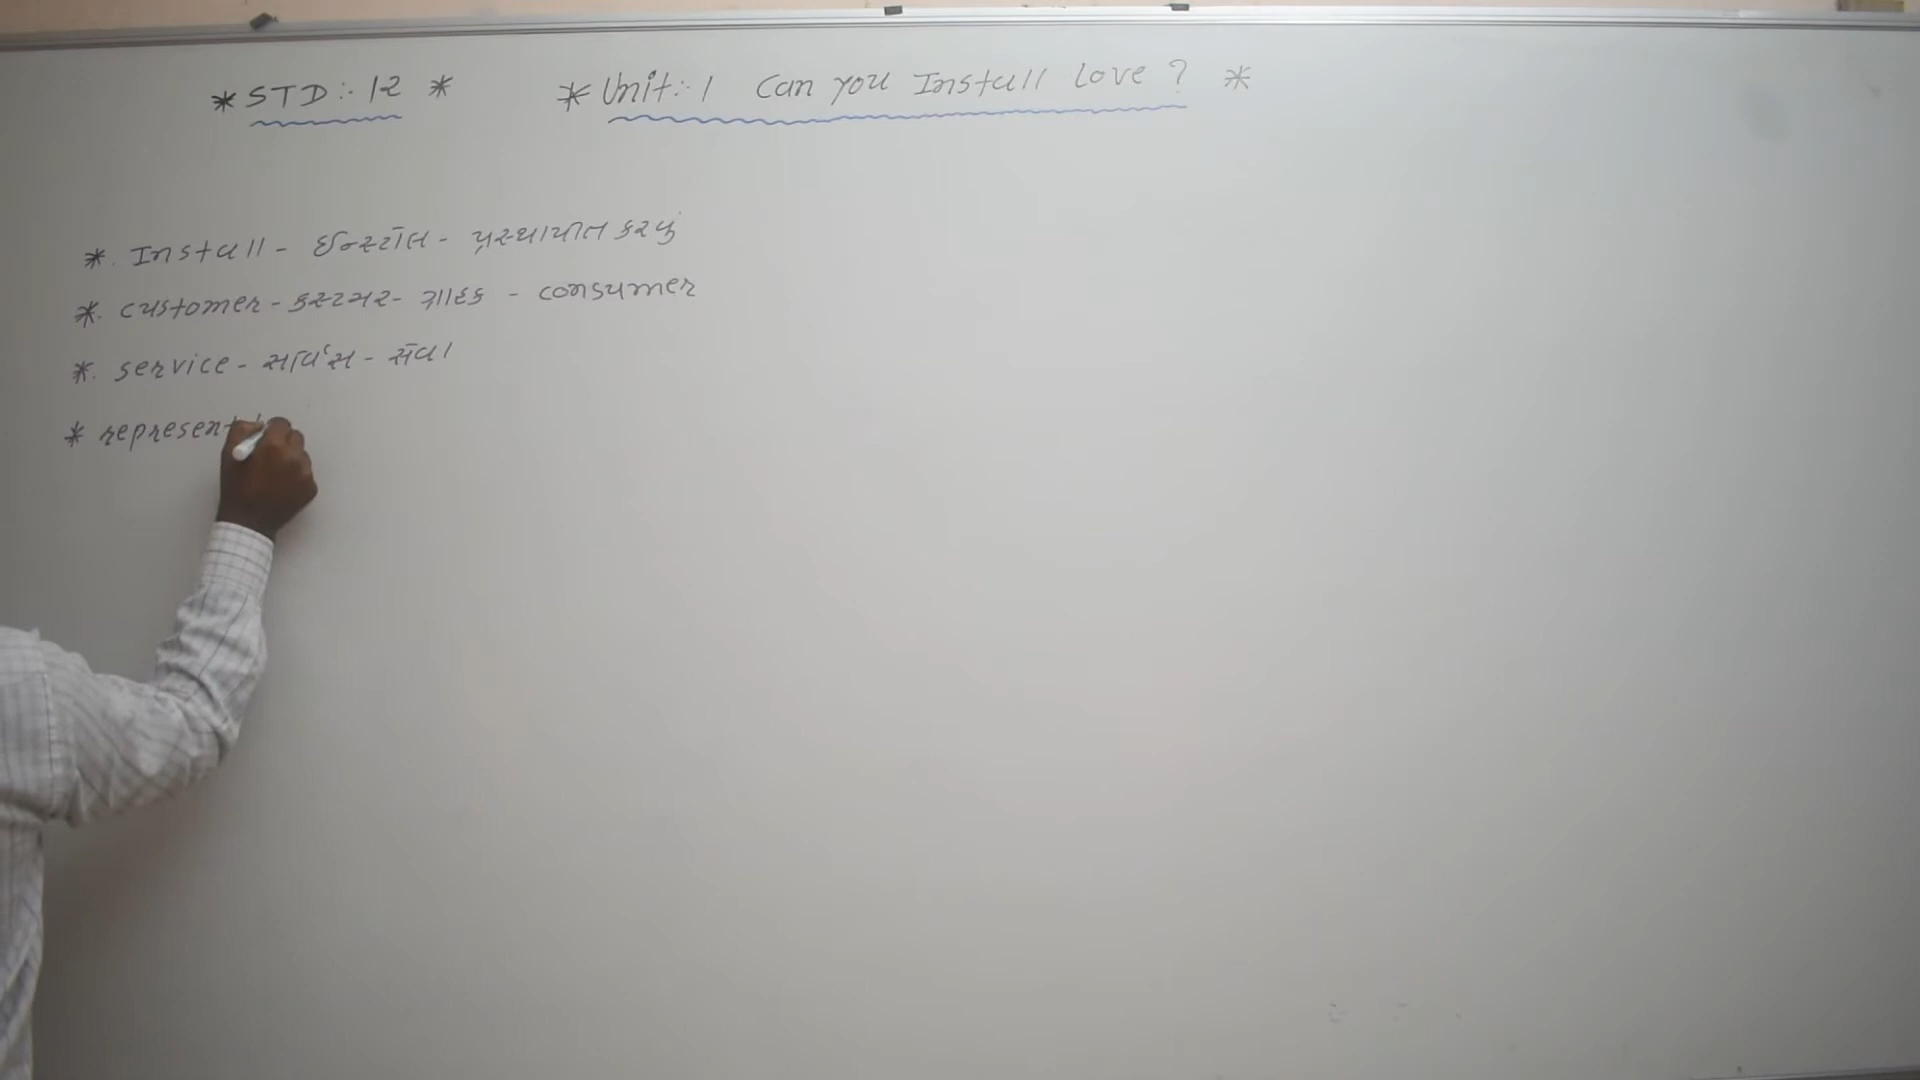 * STD:- 12 * * Unit:- 1 Can you Install Love ? *
*. Install - ઈન્સ્ટૉલ - પ્રસ્થાપીત કરવું
*. customer - કસ્ટમર - ગ્રાહક - consumer
*. service - સર્વિસ - સેવા
* represent